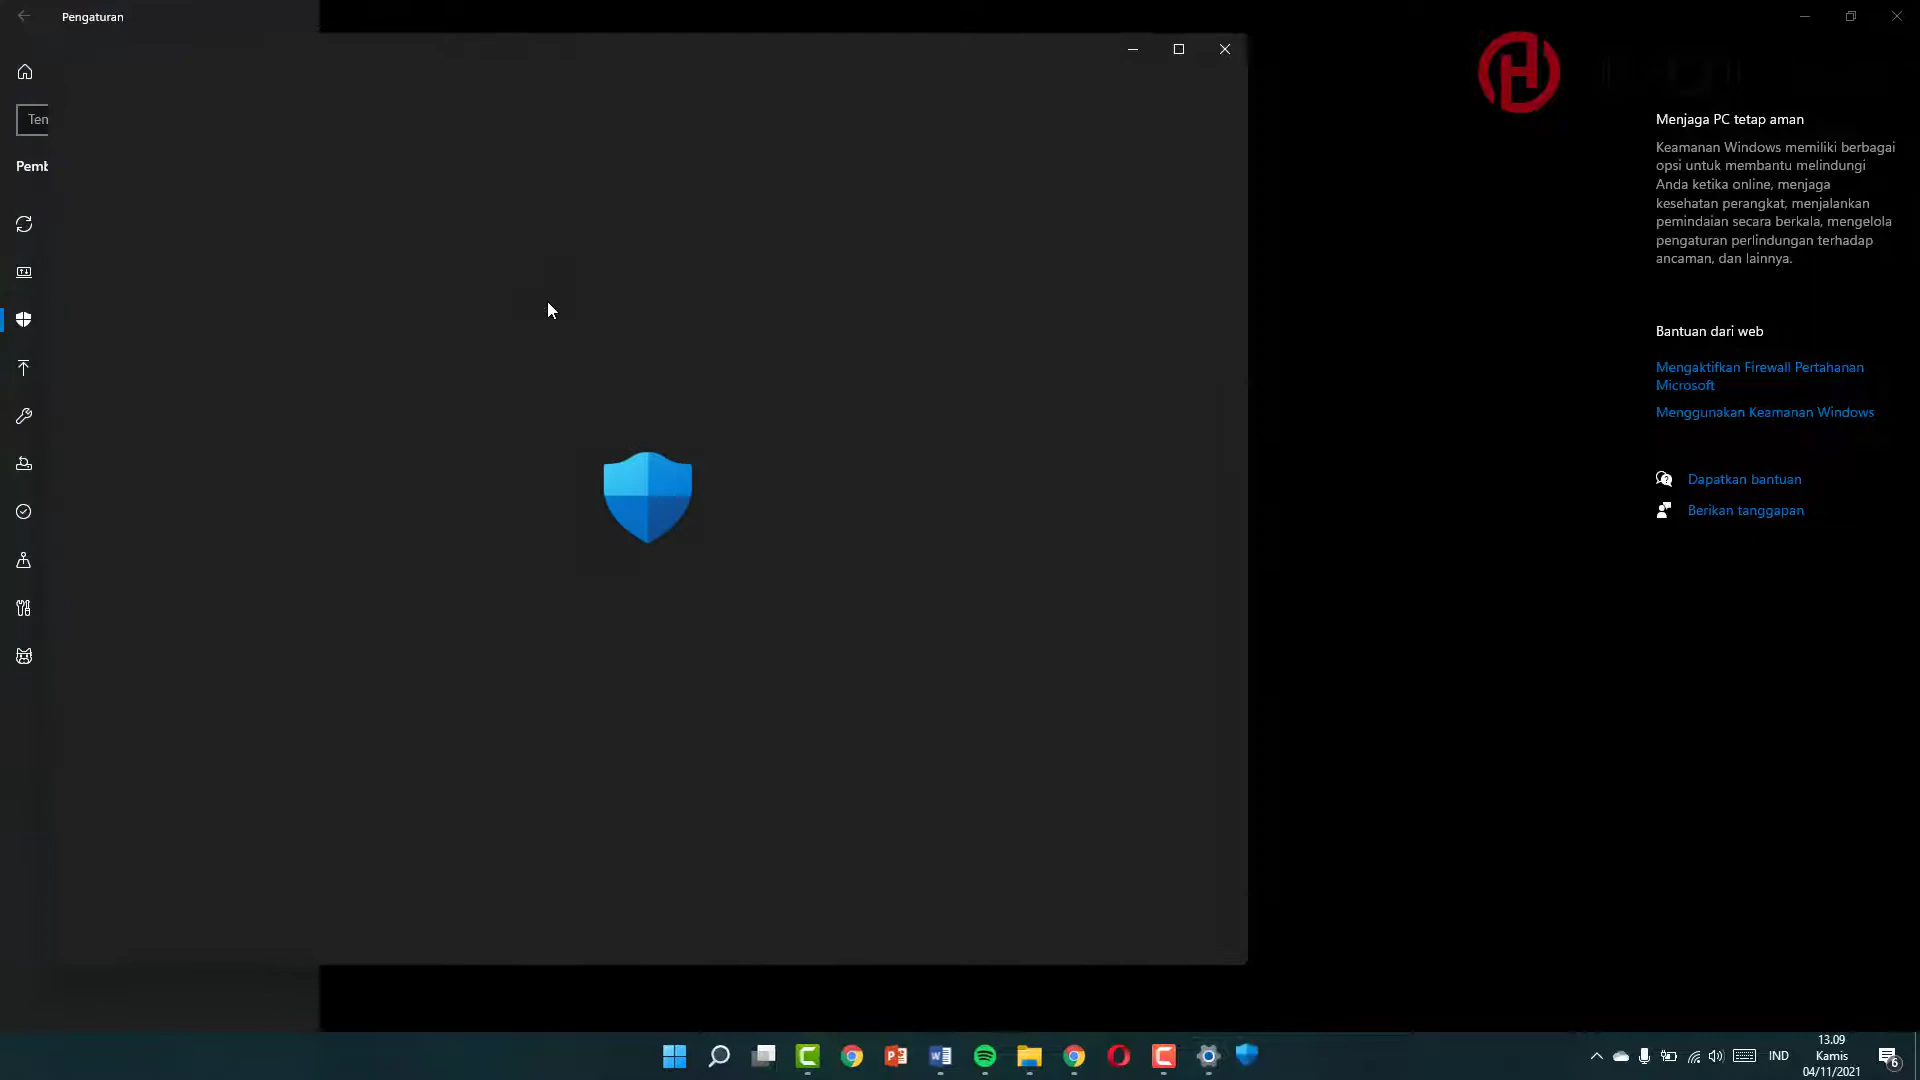 Pengaturan
Ten
Pemb
Menjaga PC tetap aman
Keamanan Windows memiliki berbagai
opsi untuk membantu melindungi
Anda ketika online, menjaga
kesehatan perangkat, menjalankan
pemindaian secara berkala, mengelola
pengaturan perlindungan terhadap
ancaman, dan lainnya.
Bantuan dari web
Mengaktifkan Firewall Pertahanan
Microsoft
Menggunakan Keamanan Windows
Dapatkan bantuan
Berikan tanggapan
IND
13.09
Kamis
04/11/2021
6